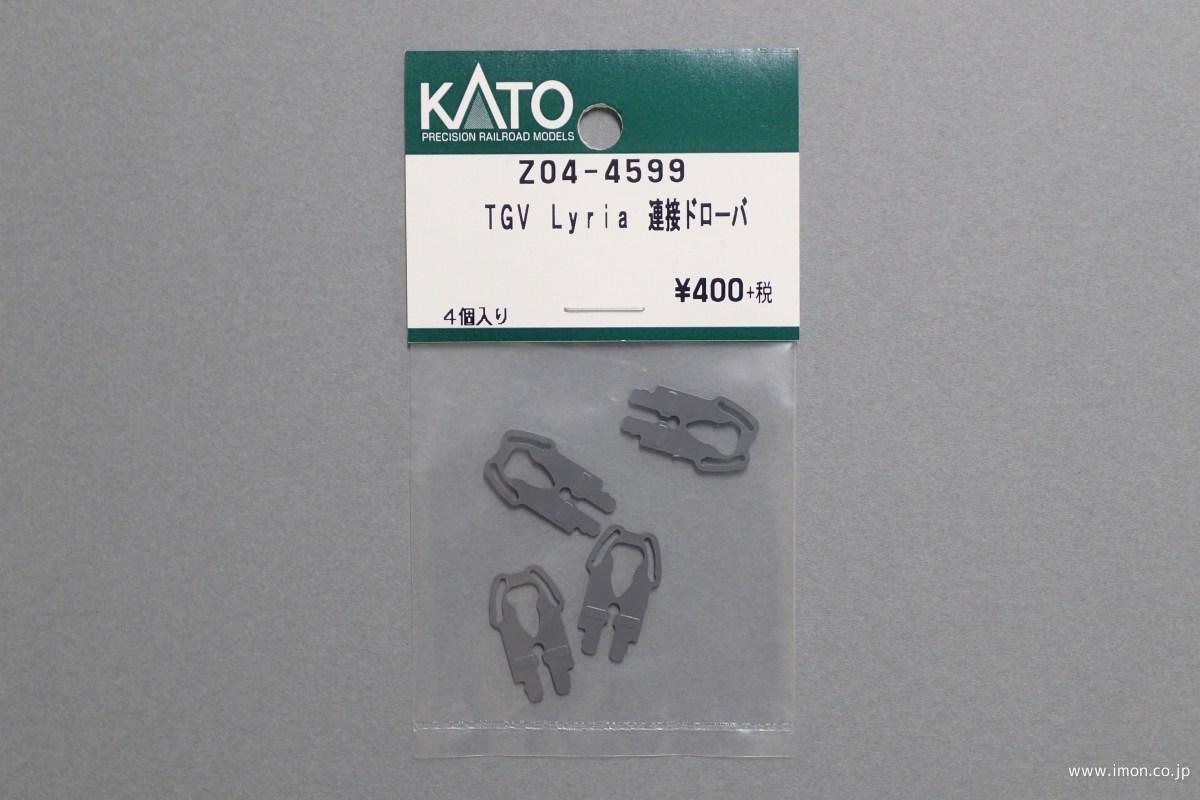 KATO
PRECISION RAILROAD MODELS
Z04-4599
TGV Lyria 連接ドローバ
¥400+税
4個入り
www.imon.co.jp